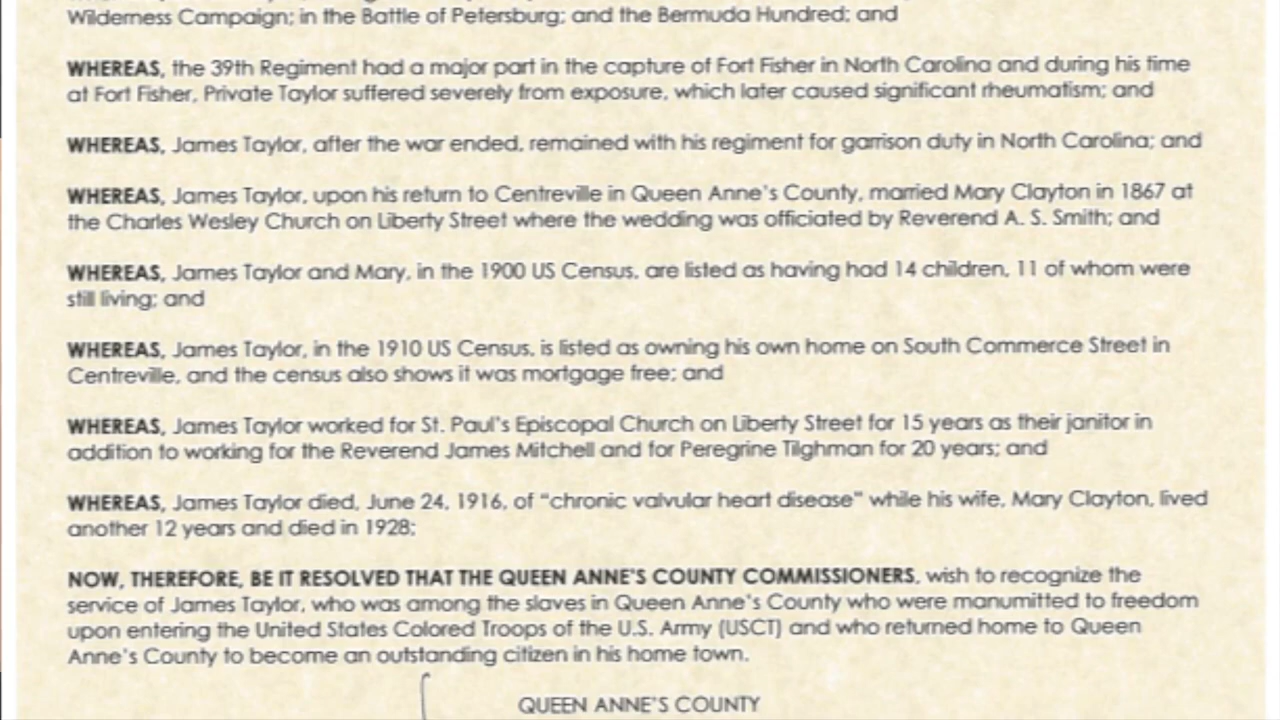 Wilderness Campaign; in the Battle of Petersburg; and the Bermuda Hundred; and
WHEREAS, the 39th Regiment had a major part in the capture of Fort Fisher in North Carolina and during his time
at Fort Fisher, Private Taylor suffered severely from exposure, which later caused significant rheumatism; and
WHEREAS, James Taylor, after the war ended, remained with his regiment for garrison duty in North Carolina; and
WHEREAS, James Taylor, upon his return to Centreville in Queen Anne's County, married Mary Clayton in 1867 at
the Charles Wesley Church on Liberty Street where the wedding was officiated by Reverend A. S. Smith; and
WHEREAS, James Taylor and Mary, in the 1900 US Census, are listed as having had 14 children, 11 of whom were
still living; and
WHEREAS, James Taylor, in the 1910 US Census, is listed as owning his own home on South Commerce Street in
Centreville, and the census also shows it was mortgage free; and
WHEREAS, James Taylor worked for St. Paul's Episcopal Church on Liberty Street for 15 years as their janitor in
addition to working for the Reverend James Mitchell and for Peregrine Tilghman for 20 years; and
WHEREAS, James Taylor died, June 24, 1916, of "chronic valvular heart disease" while his wife, Mary Clayton, lived
another 12 years and died in 1928;
NOW, THEREFORE, BE IT RESOLVED THAT THE QUEEN ANNE'S COUNTY COMMISSIONERS, wish to recognize the
service of James Taylor, who was among the slaves in Queen Anne's County who were manumitted to freedom
upon entering the United States Colored Troops of the U.S. Army (USCT) and who returned home to Queen
Anne's County to become an outstanding citizen in his home town.
QUEEN ANNE'S COUNTY